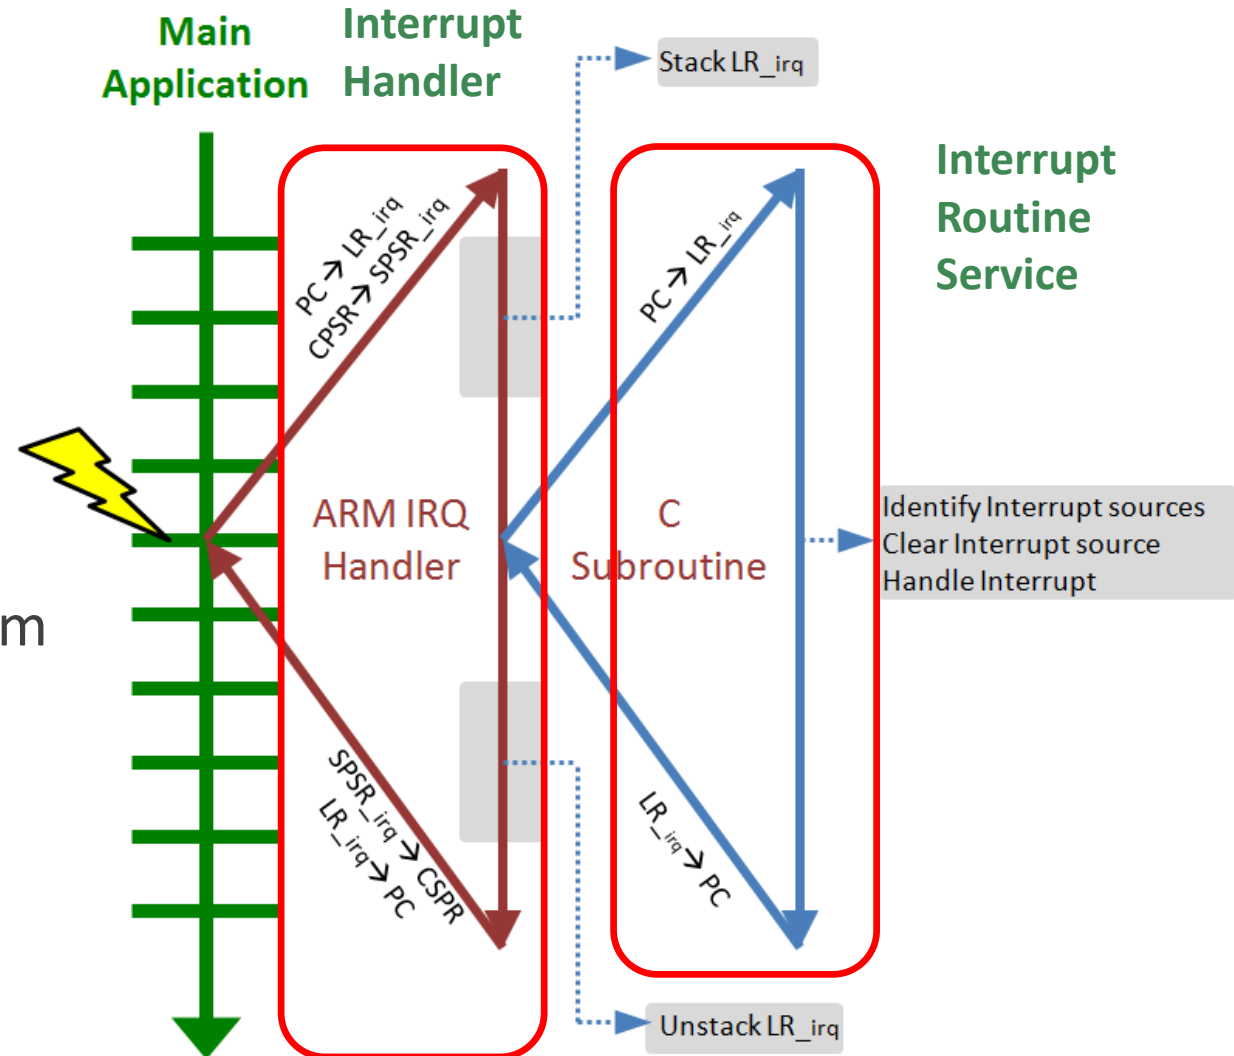 Main
Application
Interrupt
Handler
Stack LR_irq
Interrupt
Routine
Service
PC → LR_irq
CPSR → SPSR_irq
PC → LR_irq
ARM IRQ
Handler
C
Subroutine
Identify Interrupt sources
Clear Interrupt source
Handle Interrupt
m
SPSR_irq → CSPR
LR_irq → PC
LR_irq → PC
Unstack LR_irq